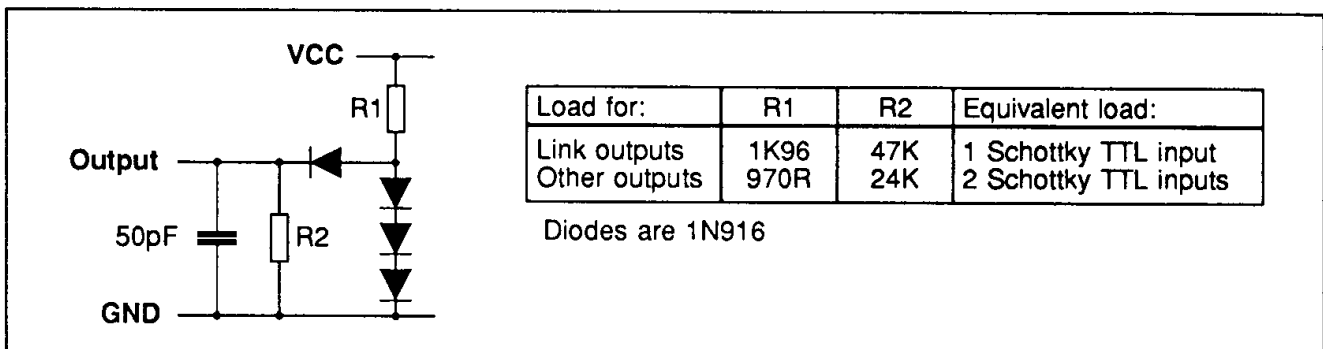 VCC
R1
Output
50pF
R2
GND
Load for: R1 R2 Equivalent load:
Link outputs 1K96 47K 1 Schottky TTL input
Other outputs 970R 24K 2 Schottky TTL inputs
Diodes are 1N916